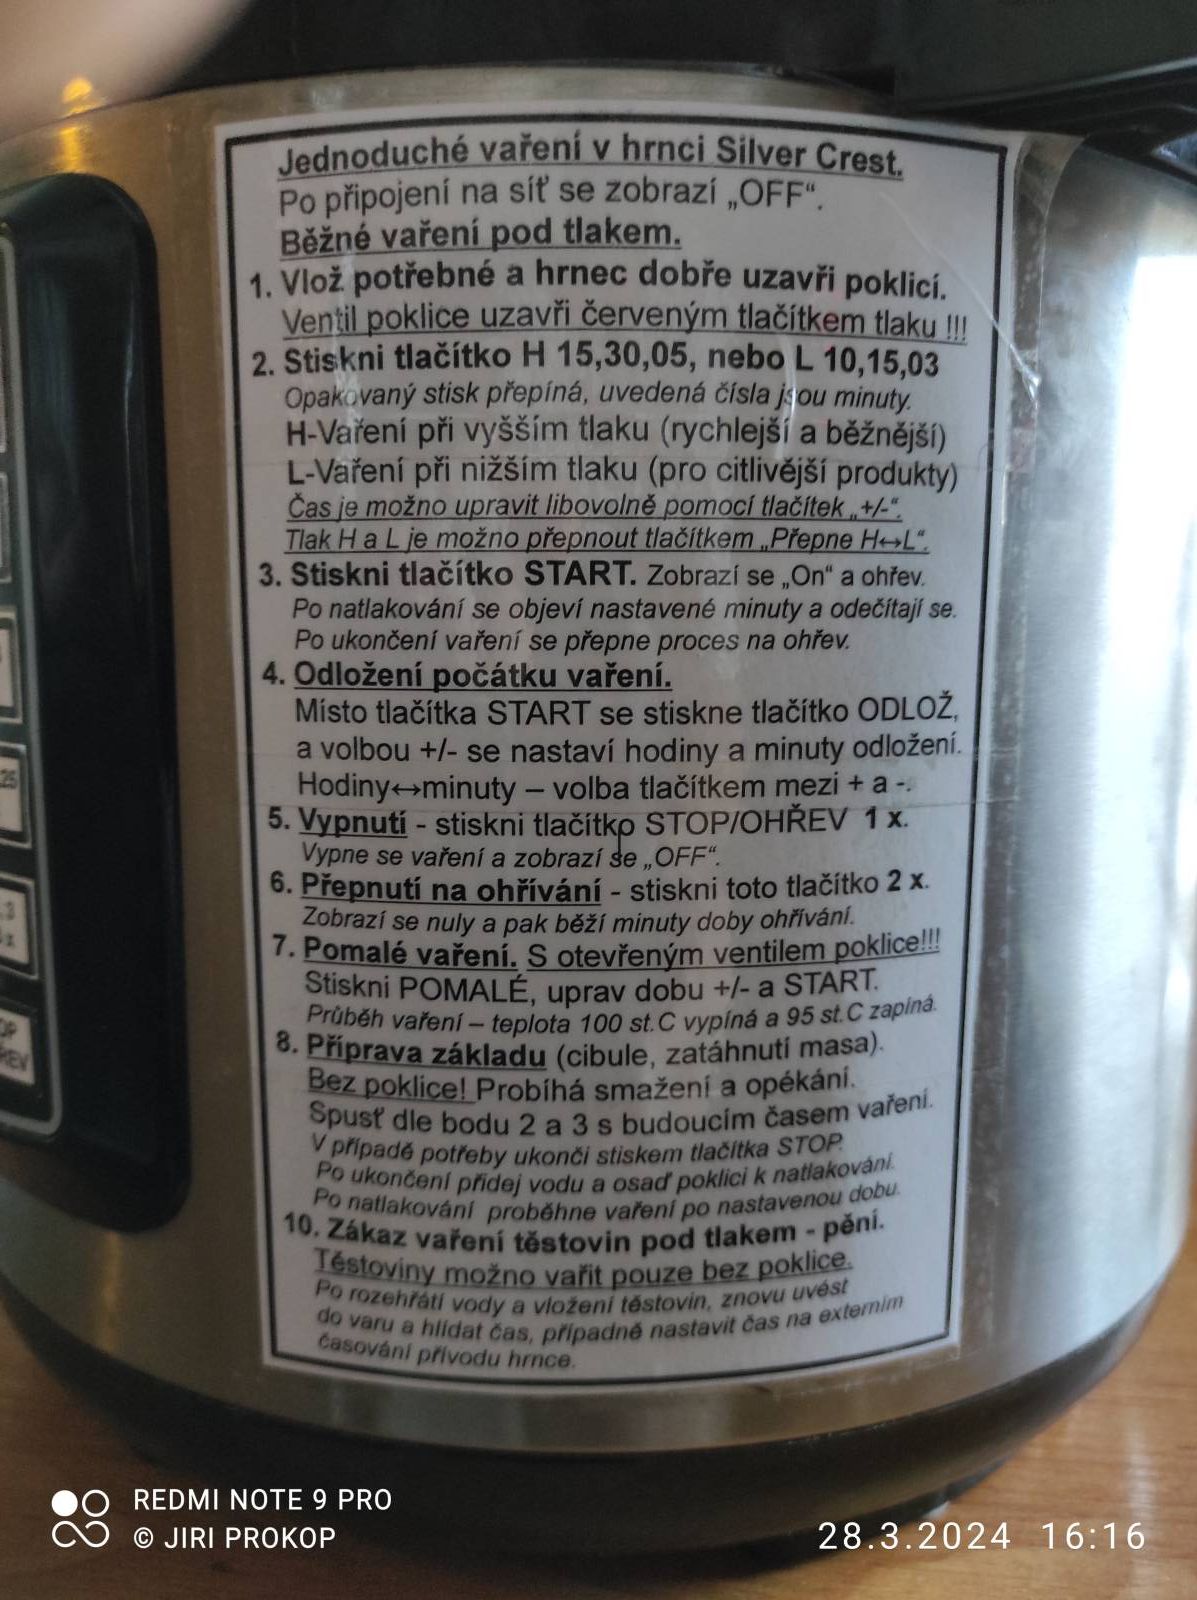 Jednoduché vaření v hrnci Silver Crest.
Po připojení na síť se zobrazí „OFF“.
Běžné vaření pod tlakem.
1. Vlož potřebné a hrnec dobře uzavři poklicí.
Ventil poklice uzavři červeným tlačítkem tlaku !!!
2. Stiskni tlačítko H 15,30,05, nebo L 10,15,03
Opakovaný stisk přepíná, uvedená čísla jsou minuty.
H-Vaření při vyšším tlaku (rychlejší a běžnější)
L-Vaření při nižším tlaku (pro citlivější produkty)
Čas je možno upravit libovolně pomocí tlačítek „+/-“.
Tlak H a L je možno přepnout tlačítkem „Přepne H↔L“.
3. Stiskni tlačítko START. Zobrazí se „On“ a ohřev.
Po natlakování se objeví nastavené minuty a odečítají se.
Po ukončení vaření se přepne proces na ohřev.
4. Odložení počátku vaření.
Místo tlačítka START se stiskne tlačítko ODLOŽ,
a volbou +/- se nastaví hodiny a minuty odložení.
Hodiny↔minuty – volba tlačítkem mezi + a -.
5. Vypnutí - stiskni tlačítko STOP/OHŘEV 1 x.
Vypne se vaření a zobrazí se „OFF“.
6. Přepnutí na ohřívání - stiskni toto tlačítko 2 x.
Zobrazí se nuly a pak běží minuty doby ohřívání.
7. Pomalé vaření. S otevřeným ventilem poklice!!!
Stiskni POMALÉ, uprav dobu +/- a START.
Průběh vaření – teplota 100 st.C vypíná a 95 st.C zapíná.
8. Příprava základu (cibule, zatáhnutí masa).
Bez poklice! Probíhá smažení a opékání.
Spusť dle bodu 2 a 3 s budoucím časem vaření.
V případě potřeby ukonči stiskem tlačítka STOP.
Po ukončení přidej vodu a osaď poklici k natlakování.
Po natlakování proběhne vaření po nastavenou dobu.
10. Zákaz vaření těstovin pod tlakem - pění.
Těstoviny možno vařit pouze bez poklice.
Po rozehřátí vody a vložení těstovin, znovu uvést
do varu a hlídat čas, případně nastavit čas na externím
časování přívodu hrnce.
REDMI NOTE 9 PRO
© JIRI PROKOP
28.3.2024 16:16